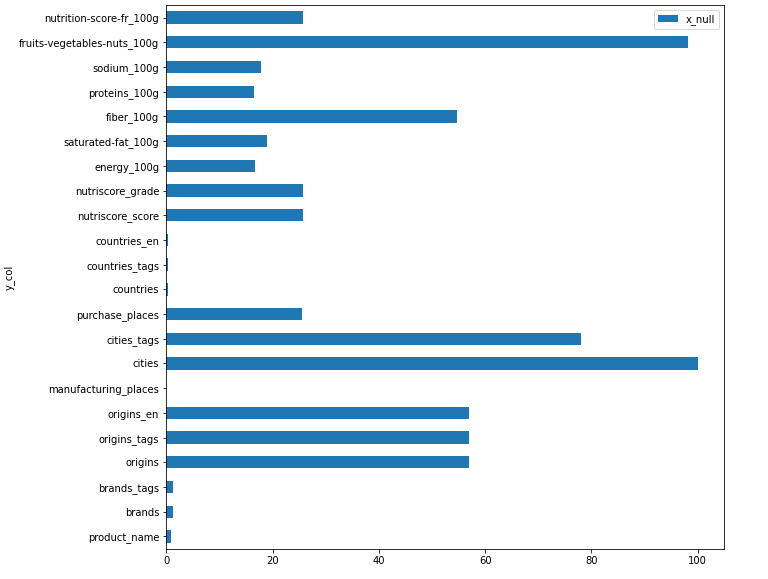 x_null
nutrition-score-fr_100g
fruits-vegetables-nuts_100g
sodium_100g
proteins_100g
fiber_100g
saturated-fat_100g
energy_100g
nutriscore_grade
nutriscore_score
countries_en
countries_tags
countries
purchase_places
cities_tags
cities
manufacturing_places
origins_en
origins_tags
origins
brands_tags
brands
product_name
y_col
0 20 40 60 80 100